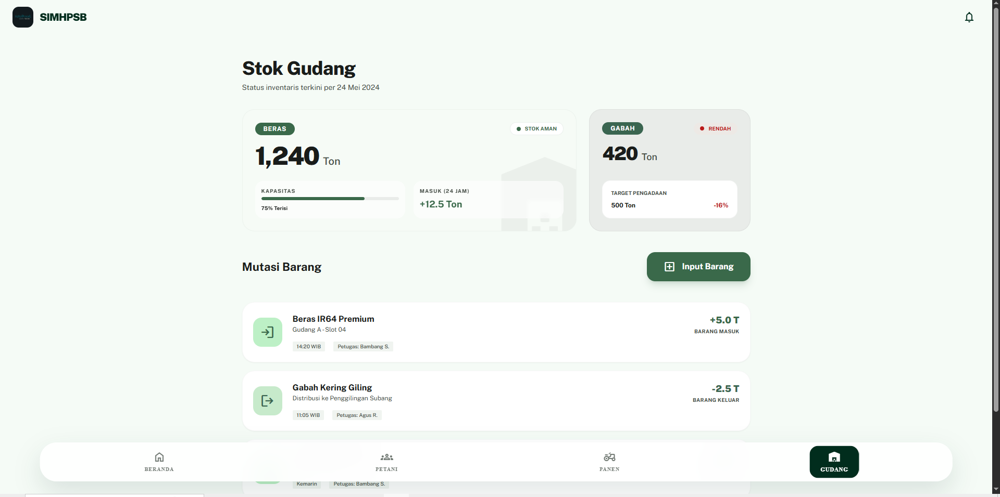 SIMHPSB
Stok Gudang
Status inventaris terkini per 24 Mei 2024
BERAS
STOK AMAN
1,240 Ton
KAPASITAS
75% Terisi
MASUK (24 JAM)
+12.5 Ton
GABAH
RENDAH
420 Ton
TARGET PENGADAAN
500 Ton -16%
Mutasi Barang
Input Barang
Beras IR64 Premium
Gudang A - Slot 04
14:20 WIB Petugas: Bambang S.
+5.0 T
BARANG MASUK
Gabah Kering Giling
Distribusi ke Penggilingan Subang
11:05 WIB Petugas: Agus R.
-2.5 T
BARANG KELUAR
BERANDA
PETANI
PANEN
GUDANG
Kemarin Petugas: Bambang S.